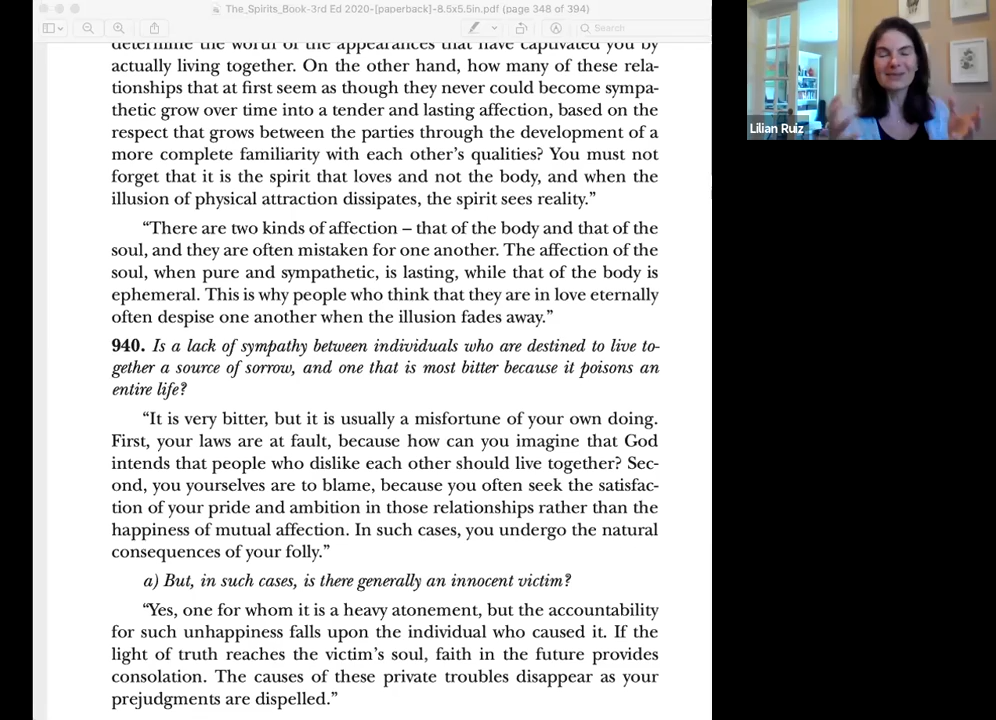 The_Spirits_Book-3rd Ed 2020-[paperback]-8.5x5.5in.pdf (page 348 of 394)
Search
determine the worth of the appearances that have captivated you by
actually living together. On the other hand, how many of these rela-
tionships that at first seem as though they never could become sympa-
thetic grow over time into a tender and lasting affection, based on the
respect that grows between the parties through the development of a
more complete familiarity with each other's qualities? You must not
forget that it is the spirit that loves and not the body, and when the
illusion of physical attraction dissipates, the spirit sees reality.”
“There are two kinds of affection – that of the body and that of the
soul, and they are often mistaken for one another. The affection of the
soul, when pure and sympathetic, is lasting, while that of the body is
ephemeral. This is why people who think that they are in love eternally
often despise one another when the illusion fades away.”
940. Is a lack of sympathy between individuals who are destined to live to-
gether a source of sorrow, and one that is most bitter because it poisons an
entire life?
“It is very bitter, but it is usually a misfortune of your own doing.
First, your laws are at fault, because how can you imagine that God
intends that people who dislike each other should live together? Sec-
ond, you yourselves are to blame, because you often seek the satisfac-
tion of your pride and ambition in those relationships rather than the
happiness of mutual affection. In such cases, you undergo the natural
consequences of your folly.”
a) But, in such cases, is there generally an innocent victim?
“Yes, one for whom it is a heavy atonement, but the accountability
for such unhappiness falls upon the individual who caused it. If the
light of truth reaches the victim's soul, faith in the future provides
consolation. The causes of these private troubles disappear as your
prejudgments are dispelled.”
Lilian Ruiz